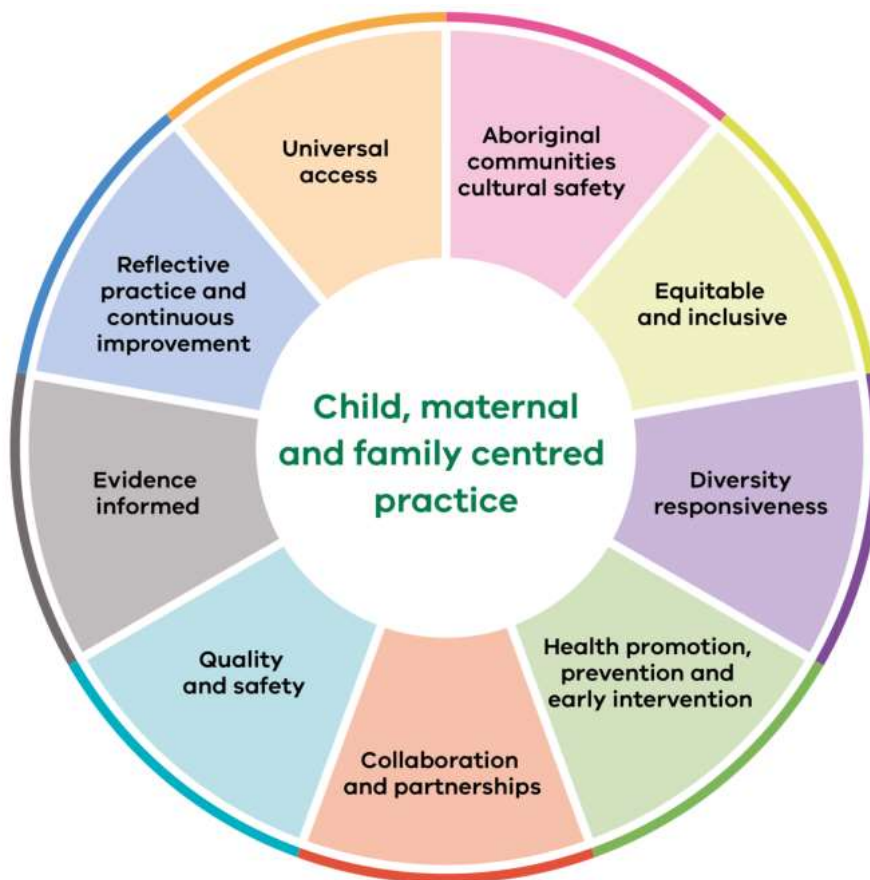 Universal
access
Aboriginal
communities
cultural safety
Equitable
and inclusive
Diversity
responsiveness
Health promotion,
prevention and
early intervention
Collaboration
and partnerships
Quality
and safety
Evidence
informed
Reflective
practice and
continuous
improvement
Child, maternal
and family centred
practice